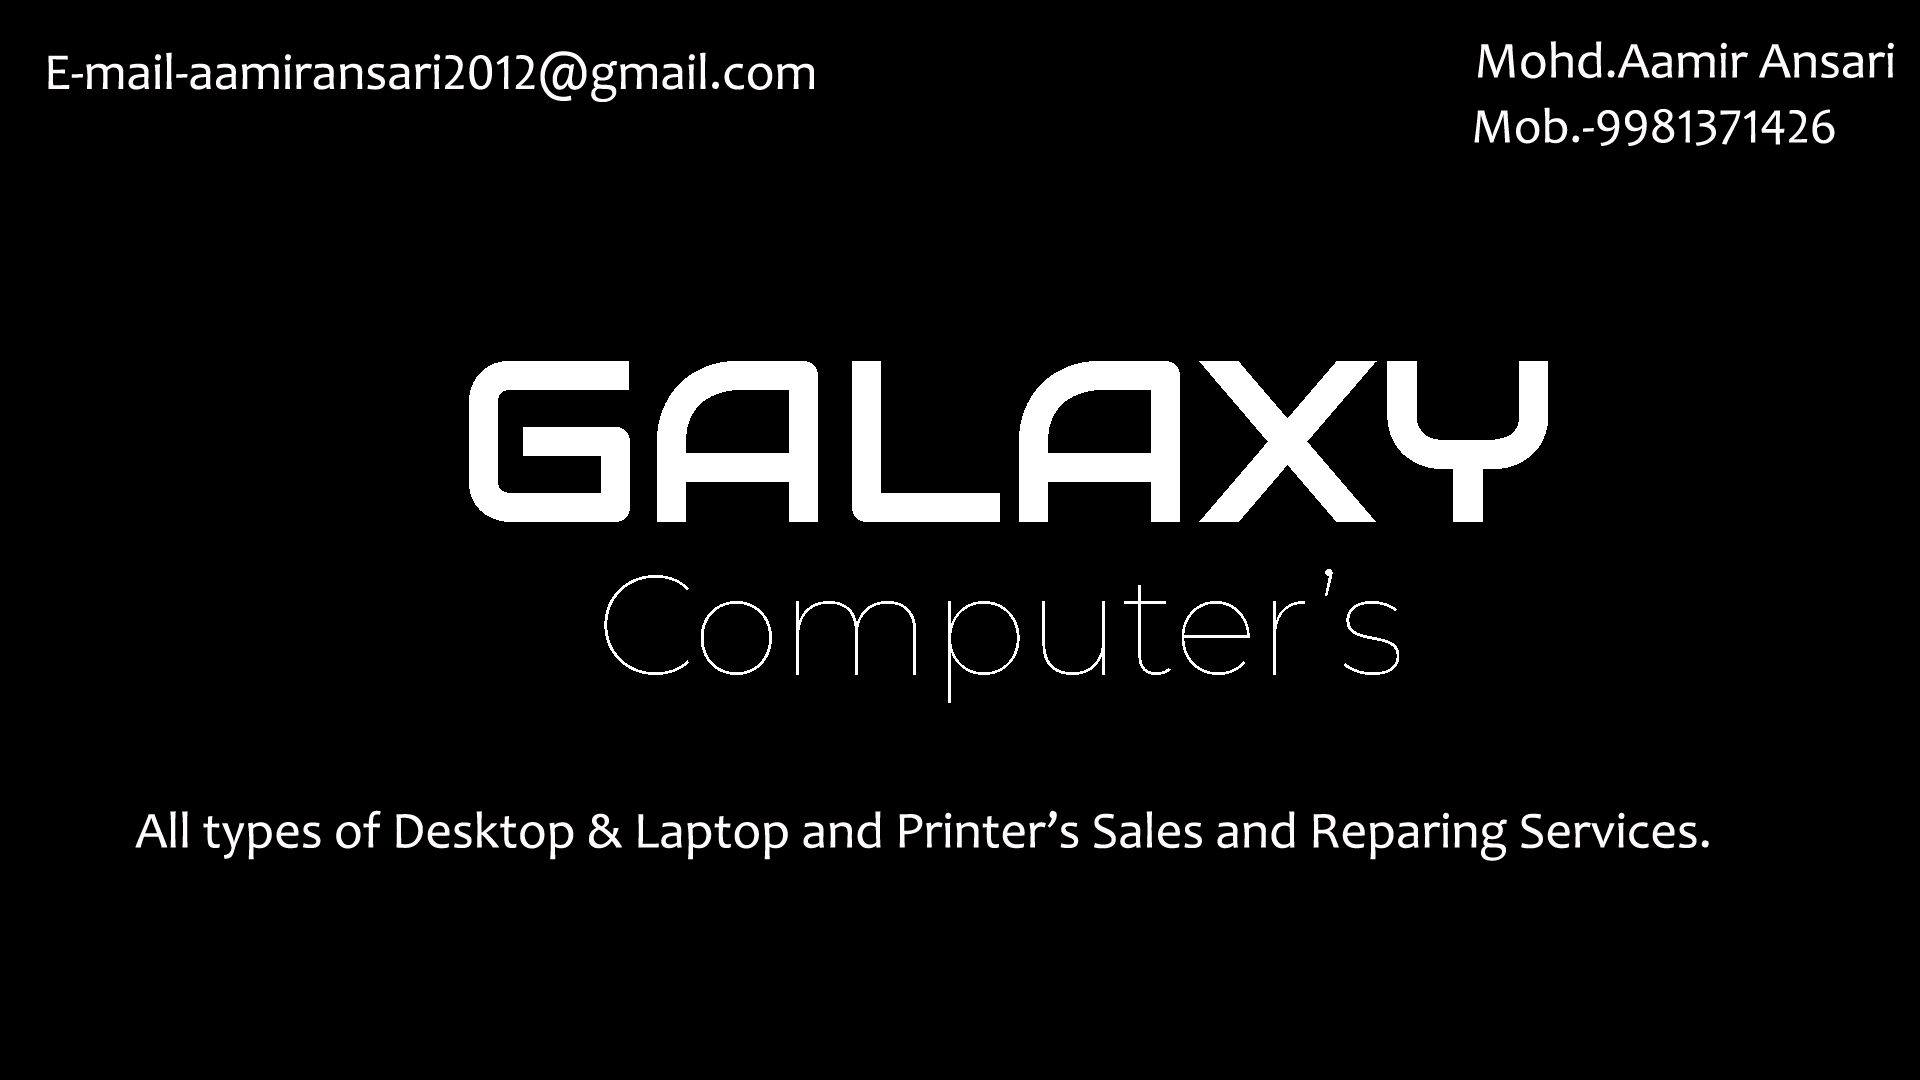 E-mail-aamiransari2012@gmail.com
Mohd.Aamir Ansari
Mob.-9981371426
GALAXY
Computer’s
All types of Desktop & Laptop and Printer’s Sales and Reparing Services.